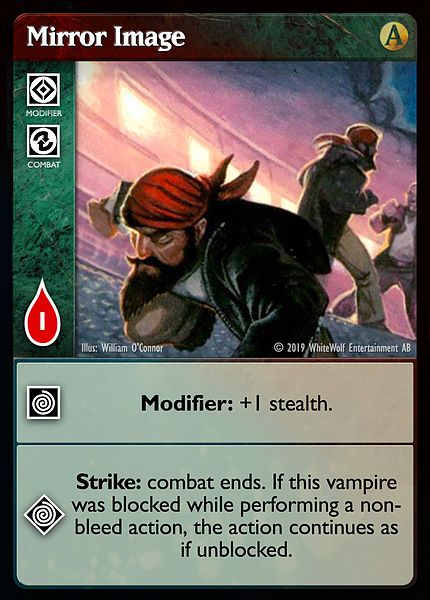 Mirror Image
A
MODIFIER
COMBAT
1
Illus: William O'Connor
© 2019 WhiteWolf Entertainment AB
Modifier: +1 stealth.
Strike: combat ends. If this vampire
was blocked while performing a non-
bleed action, the action continues as
if unblocked.